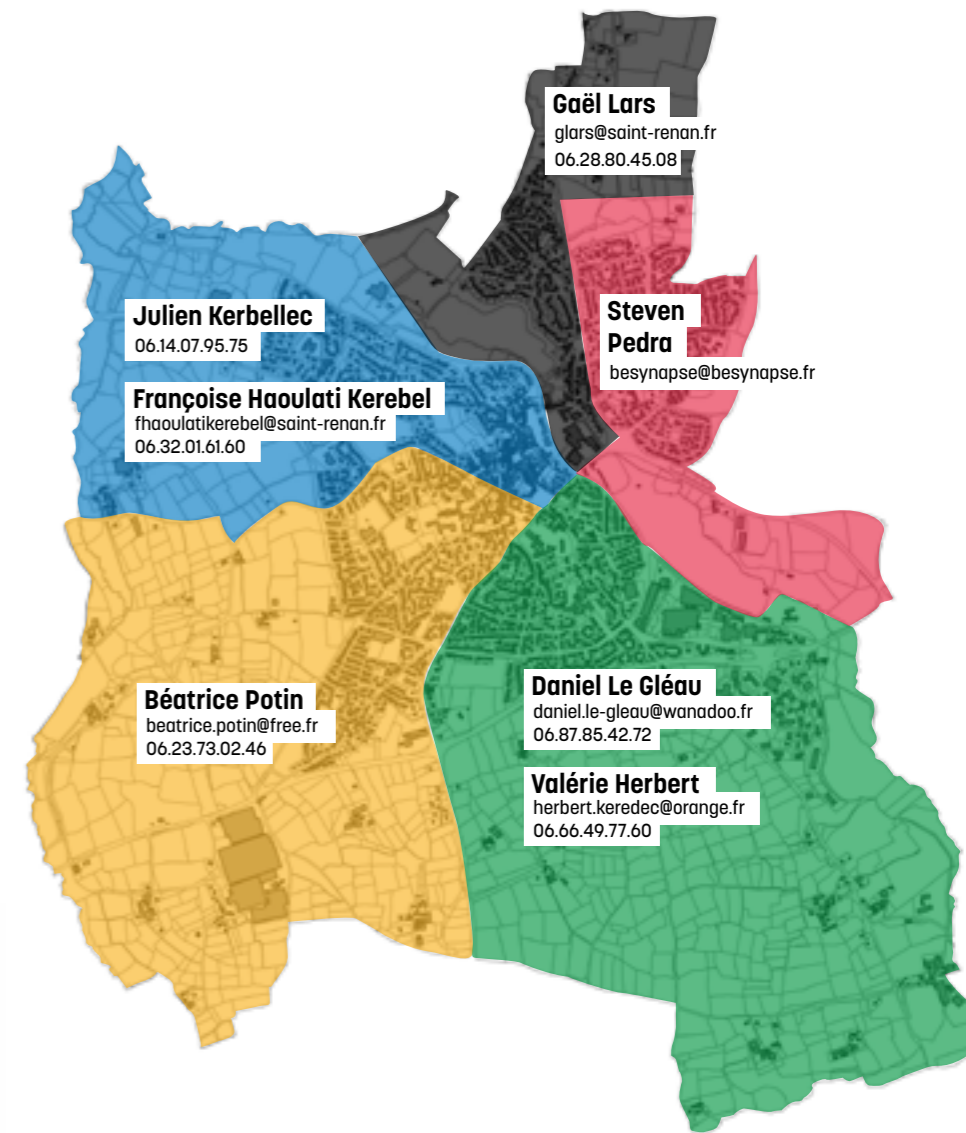 Gaël Lars
glars@saint-renan.fr
06.28.80.45.08
Steven
Pedra
besynapse@besynapse.fr
Julien Kerbellec
06.14.07.95.75
Françoise Haoulati Kerebel
fhaoulatikerebel@saint-renan.fr
06.32.01.61.60
Béatrice Potin
beatrice.potin@free.fr
06.23.73.02.46
Daniel Le Gléau
daniel.le-gleau@wanadoo.fr
06.87.85.42.72
Valérie Herbert
herbert.keredec@orange.fr
06.66.49.77.60